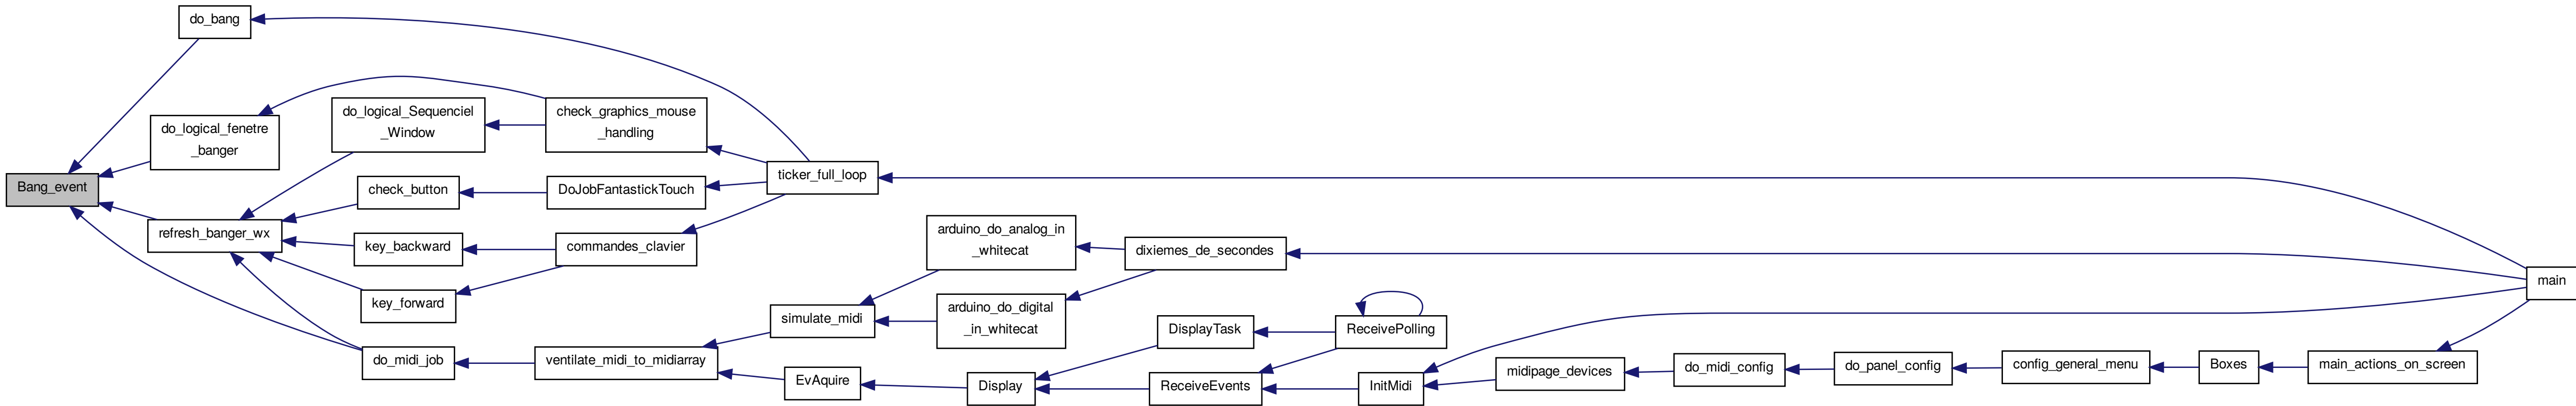 do_bang
do_logical_fenetre
_banger
Bang_event
refresh_banger_wx
do_logical_Sequenciel
_Window
check_button
key_backward
key_forward
do_midi_job
check_graphics_mouse
_handling
DoJobFantastickTouch
commandes_clavier
ventilate_midi_to_midiarray
ticker_full_loop
simulate_midi
EvAquire
arduino_do_analog_in
_whitecat
arduino_do_digital
_in_whitecat
Display
dixiemes_de_secondes
DisplayTask
ReceiveEvents
ReceivePolling
InitMidi
midipage_devices
do_midi_config
do_panel_config
config_general_menu
Boxes
main_actions_on_screen
main